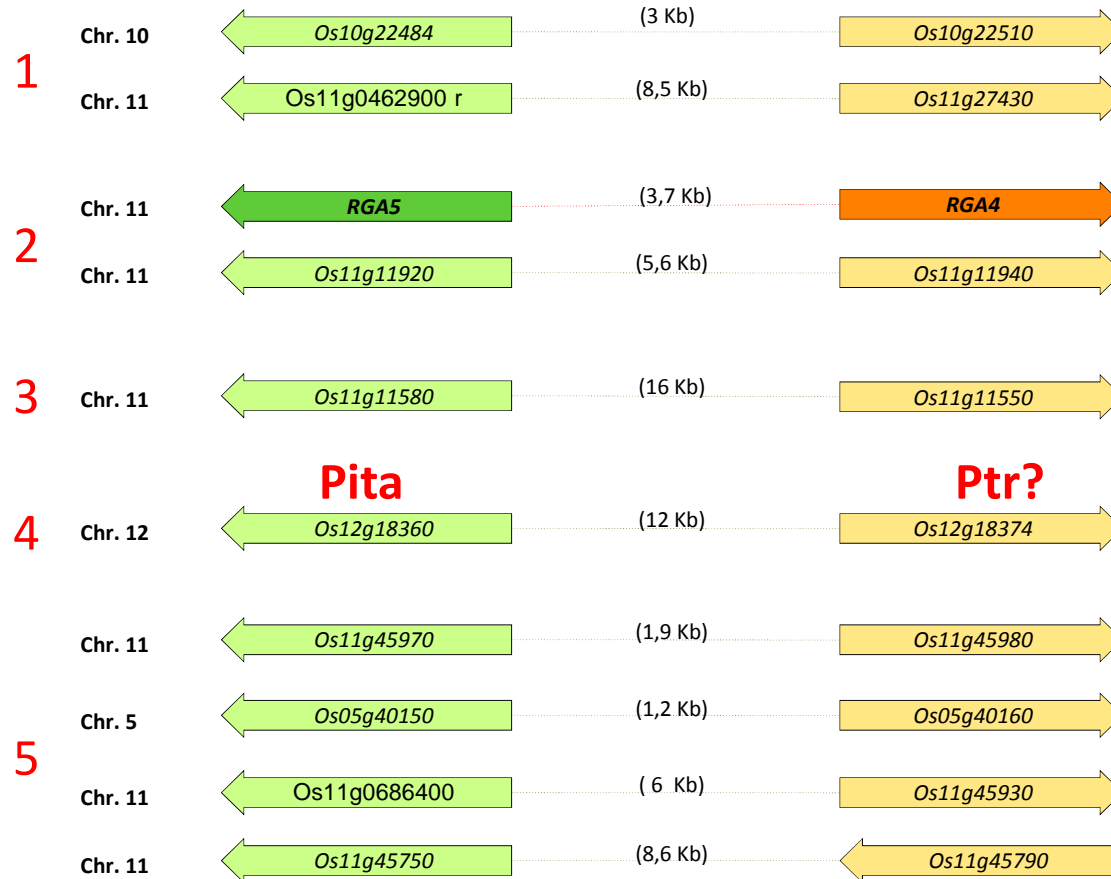 1
Chr. 10 Os10g22484 (3 Kb) Os10g22510
Chr. 11 Os11g0462900 r (8,5 Kb) Os11g27430
2
Chr. 11 RGA5 (3,7 Kb) RGA4
Chr. 11 Os11g11920 (5,6 Kb) Os11g11940
3 Chr. 11 Os11g11580 (16 Kb) Os11g11550
Pita Ptr?
4 Chr. 12 Os12g18360 (12 Kb) Os12g18374
5
Chr. 11 Os11g45970 (1,9 Kb) Os11g45980
Chr. 5 Os05g40150 (1,2 Kb) Os05g40160
Chr. 11 Os11g0686400 ( 6 Kb) Os11g45930
Chr. 11 Os11g45750 (8,6 Kb) Os11g45790